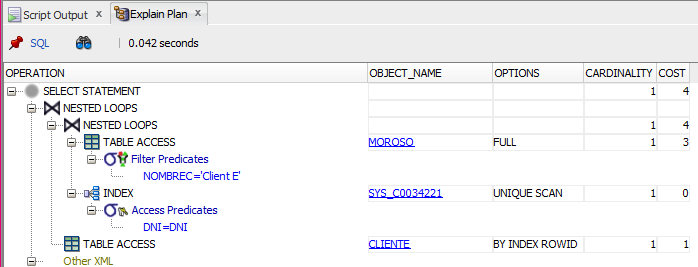 Script Output x Explain Plan x
SQL | 0.042 seconds
OPERATION OBJECT_NAME OPTIONS CARDINALITY COST
SELECT STATEMENT 1 4
NESTED LOOPS
NESTED LOOPS 1 4
TABLE ACCESS MOROSO FULL 1 3
Filter Predicates
NOMBREC='Client E'
INDEX SYS_C0034221 UNIQUE SCAN 1 0
Access Predicates
DNI=DNI
TABLE ACCESS CLIENTE BY INDEX ROWID 1 1
Other XML